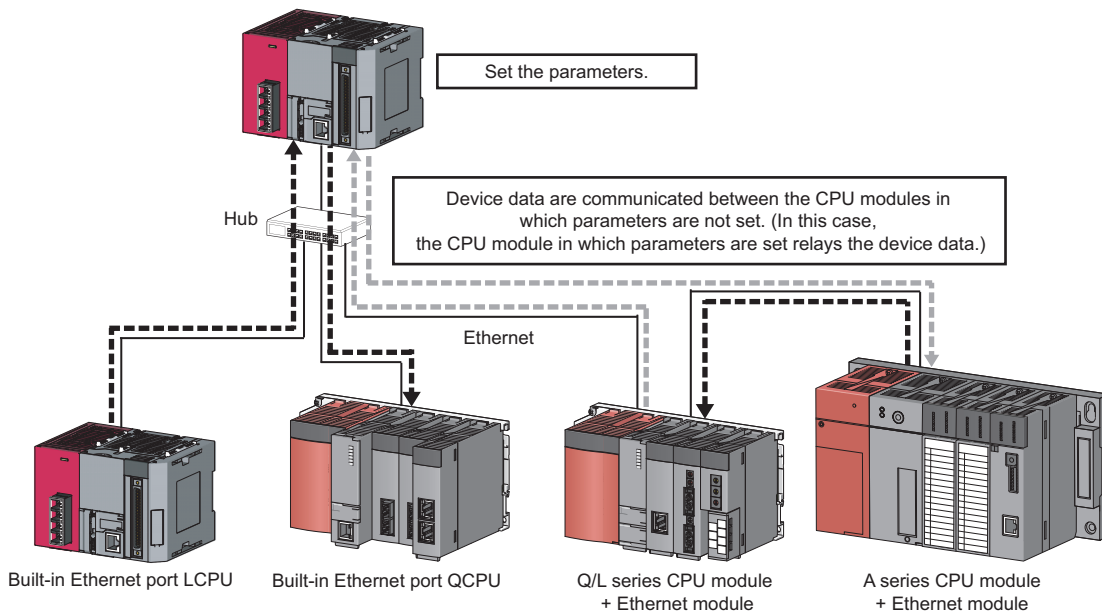 Set the parameters.
Device data are communicated between the CPU modules in
which parameters are not set. (In this case,
the CPU module in which parameters are set relays the device data.)
Hub
Ethernet
Built-in Ethernet port LCPU
Built-in Ethernet port QCPU
Q/L series CPU module
+ Ethernet module
A series CPU module
+ Ethernet module